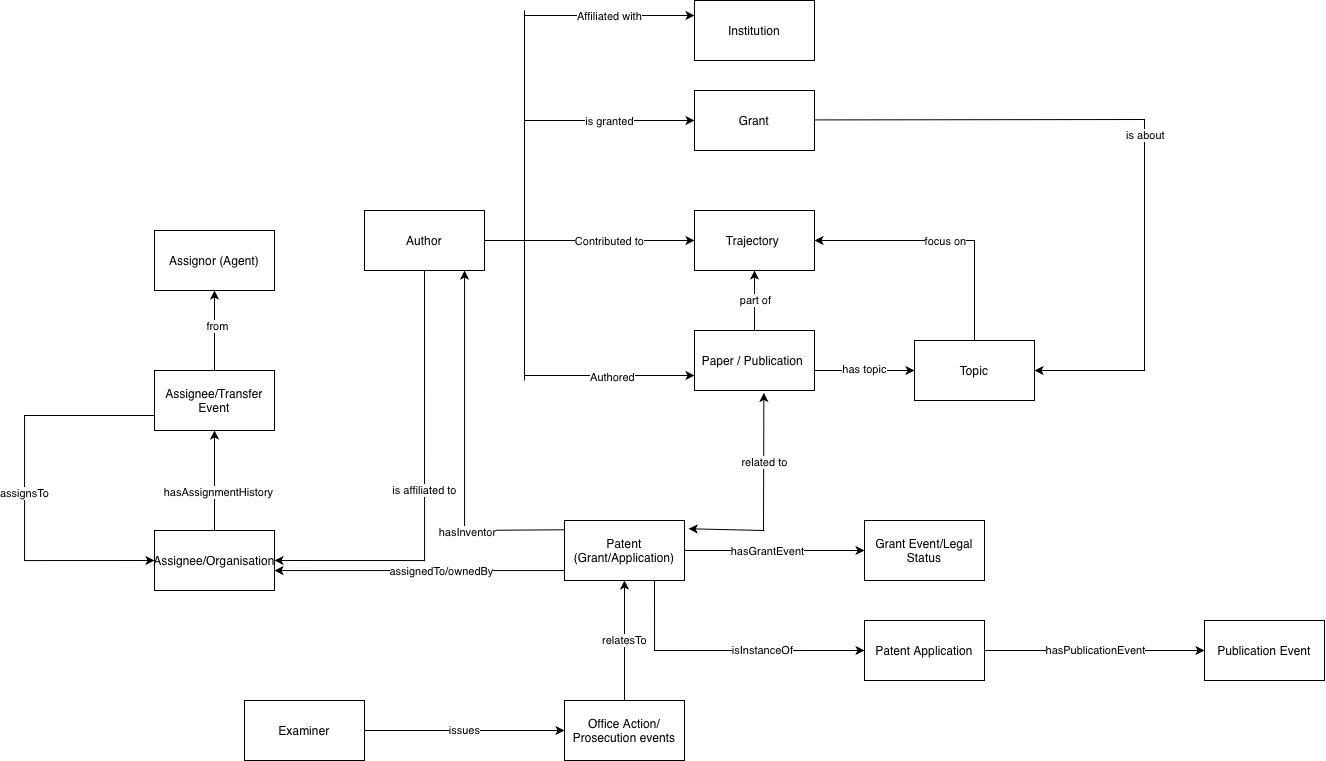 Affiliated with
Institution
is granted
Grant
is about
Author
Contributed to
Trajectory
focus on
Assignor (Agent)
from
part of
Paper / Publication
has topic
Topic
Authored
Assignee/Transfer
Event
related to
assignsTo
hasAssignmentHistory
is affiliated to
hasInventor
Patent
(Grant/Application)
hasGrantEvent
Grant Event/Legal
Status
Assignee/Organisation
assignedTo/ownedBy
relatesTo
isInstanceOf
Patent Application
hasPublicationEvent
Publication Event
Examiner
issues
Office Action/
Prosecution events